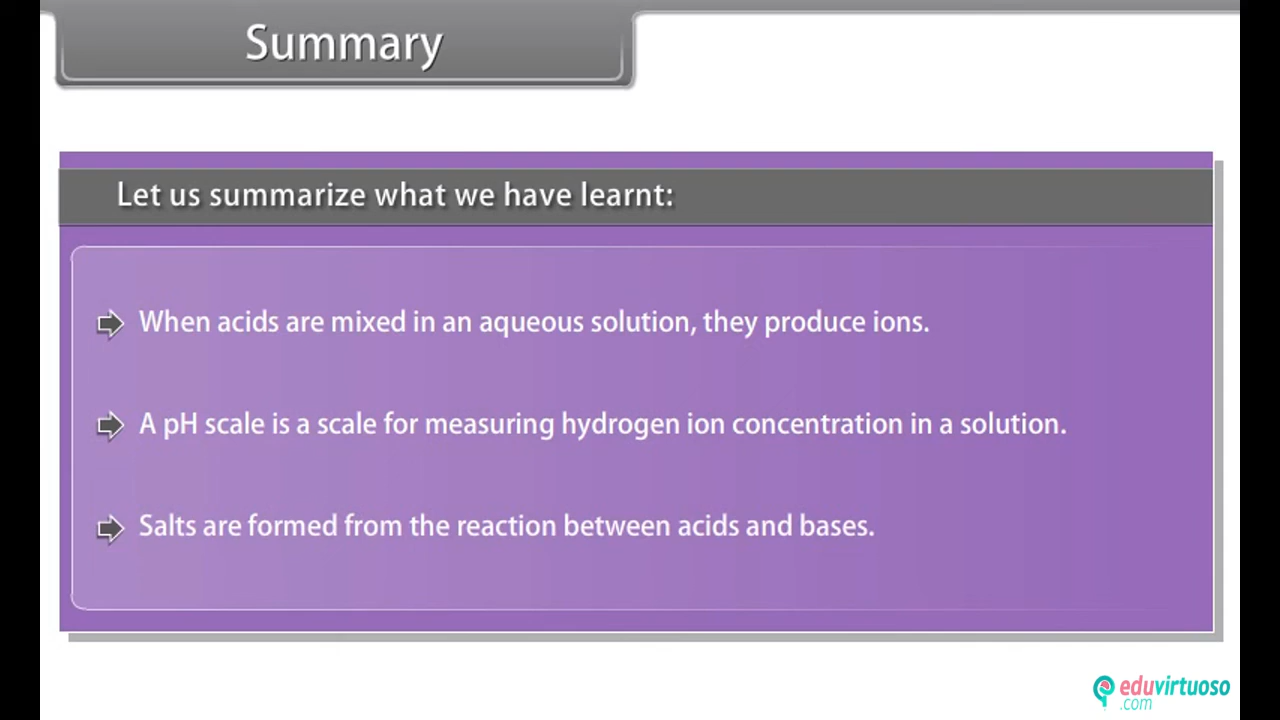 Summary
Let us summarize what we have learnt:
When acids are mixed in an aqueous solution, they produce ions.
A pH scale is a scale for measuring hydrogen ion concentration in a solution.
Salts are formed from the reaction between acids and bases.
eduvirtuoso
.com